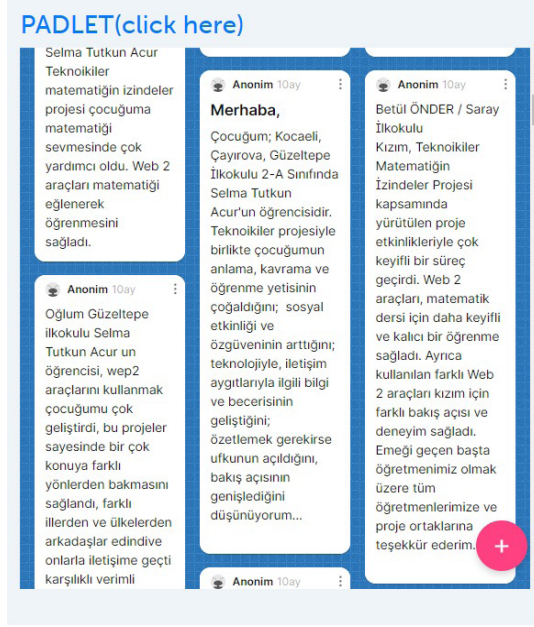 PADLET(click here)
Selma Tutkun Acur
Teknoikiler
matematiğin izindeler
projesi çocuğuma
matematiği
sevmesinde çok
yardımcı oldu. Web 2
araçları matematiği
eğlenerek
öğrenmesini
sağladı.
Anonim 10ay
Oğlum Güzeltepe
ilkokulu Selma
Tutkun Acur un
öğrencisi, wep2
araçlarını kullanmak
çocuğumu çok
geliştirdi, bu projeler
sayesinde bir çok
konuya farklı
yönlerden bakmasını
sağlandı, farklı
illerden ve ülkelerden
arkadaşlar edindive
onlarla iletişime geçti
karşılıklı verimli
Anonim 10ay
Merhaba,
Çocuğum; Kocaeli,
Çayırova, Güzeltepe
İlkokulu 2-A Sınıfında
Selma Tutkun
Acur'un öğrencisidir.
Teknoikiler projesiyle
birlikte çocuğumun
anlama, kavrama ve
öğrenme yetisinin
çoğaldığını; sosyal
etkinliği ve
özgüveninin arttığını;
teknolojiyle, iletişim
aygıtlarıyla ilgili bilgi
ve becerisinin
geliştiğini;
özetlemek gerekirse
ufkunun açıldığını,
bakış açısının
genişlediğini
düşünüyorum...
Anonim 10ay
Anonim 10ay
Betül ÖNDER / Saray
İlkokulu
Kızım, Teknoikiler
Matematiğin
İzindeler Projesi
kapsamında
yürütülen proje
etkinlikleriyle çok
keyifli bir süreç
geçirdi. Web 2
araçları, matematik
dersi için daha keyifli
ve kalıcı bir öğrenme
sağladı. Ayrıca
kullanılan farklı Web
2 araçları kızım için
farklı bakış açısı ve
deneyim sağladı.
Emeği geçen başta
öğretmenimiz olmak
üzere tüm
öğretmenlerimize ve
proje ortaklarına
teşekkür ederim.